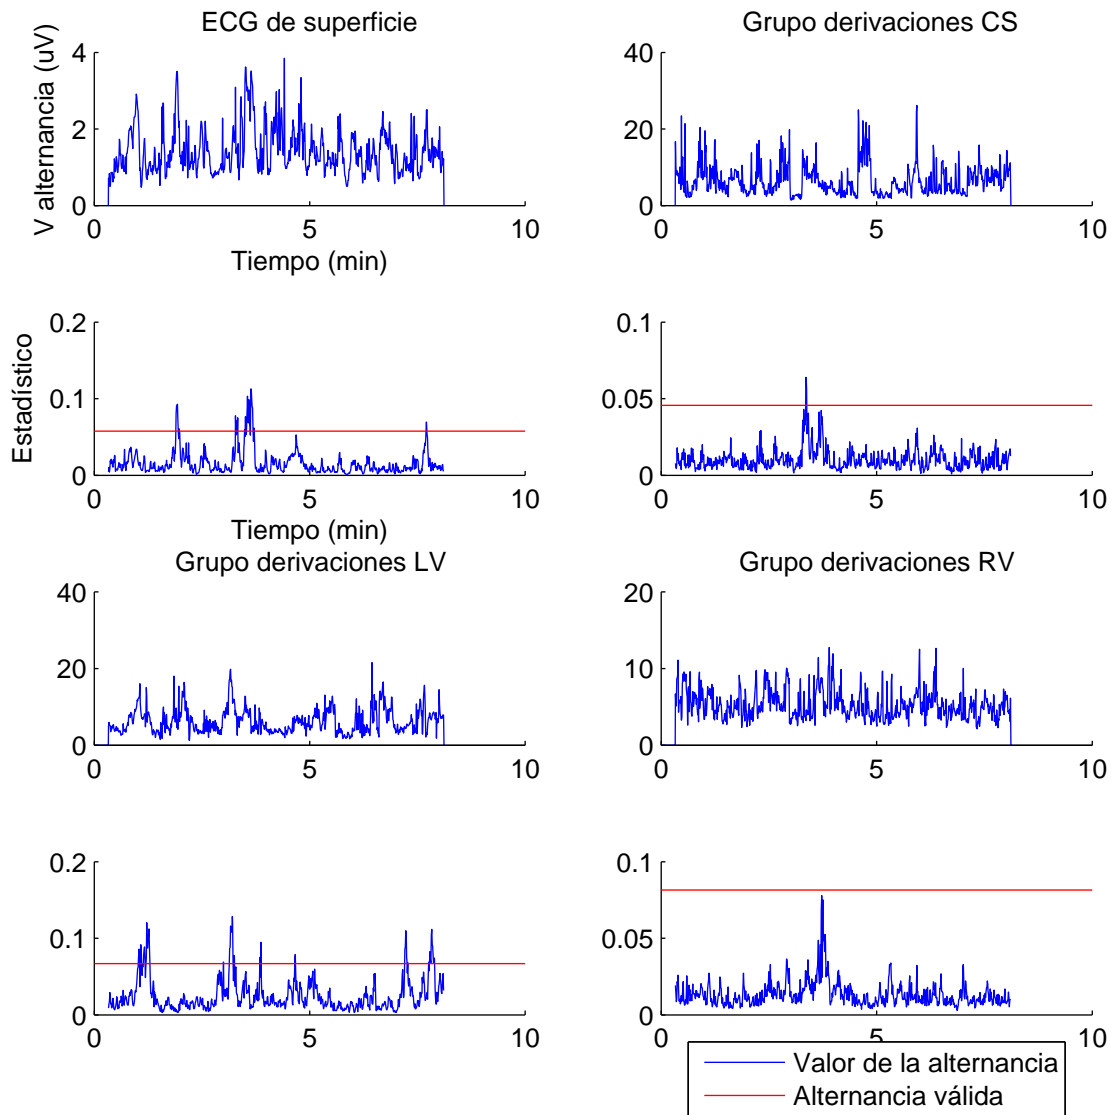 ECG de superficie
Grupo derivaciones CS
V alternancia (uV)
4
2
0
0 5 10
Tiempo (min)
40
20
0
0 5 10
Estadístico
0.2
0.1
0
0 5 10
Tiempo (min)
0.1
0.05
0
0 5 10
Grupo derivaciones LV
Grupo derivaciones RV
40
20
0
0 5 10
20
10
0
0 5 10
0.2
0.1
0
0 5 10
0.1
0.05
0
0 5 10
Valor de la alternancia
Alternancia válida